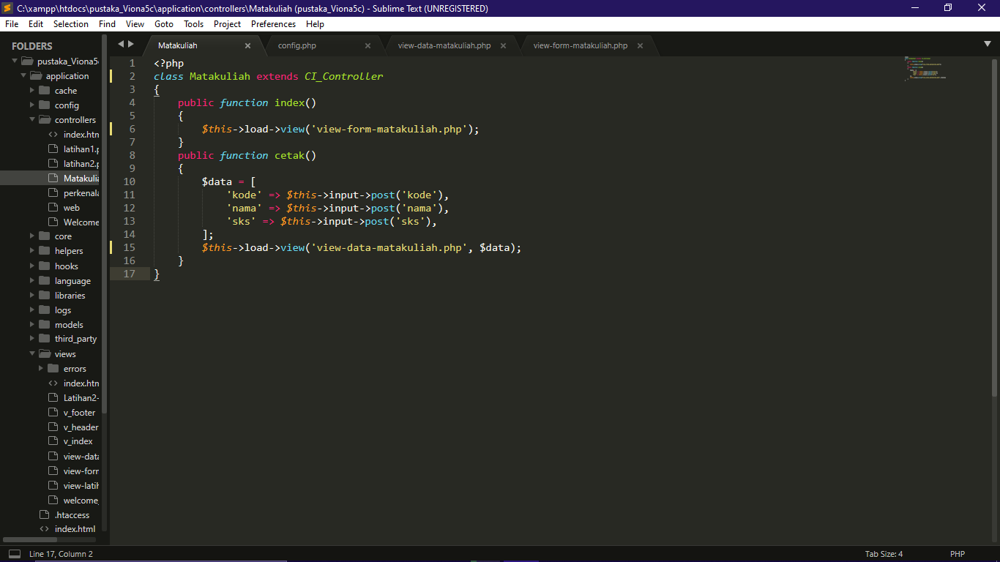 C:\xampp\htdocs\pustaka_Viona5c\application\controllers\Matakuliah (pustaka_Viona5c) - Sublime Text (UNREGISTERED)
File Edit Selection Find View Goto Tools Project Preferences Help
FOLDERS
pustaka_Viona5
application
cache
config
controllers
index.htn
latihan1.p
latihan2.p
Matakulia
perkenala
web
Welcome
core
helpers
hooks
language
libraries
logs
models
third_party
views
errors
index.htn
Latihan2-
v_footer
v_header
v_index
view-data
view-forn
view-latih
welcome_
.htaccess
index.html
Matakuliah config.php view-data-matakuliah.php view-form-matakuliah.php
1 <?php
2 class Matakuliah extends CI_Controller
3 {
4 public function index()
5 {
6 $this->load->view('view-form-matakuliah.php');
7 }
8 public function cetak()
9 {
10 $data = [
11 'kode' => $this->input->post('kode'),
12 'nama' => $this->input->post('nama'),
13 'sks' => $this->input->post('sks'),
14 ];
15 $this->load->view('view-data-matakuliah.php', $data);
16 }
17 }
Line 17, Column 2 Tab Size: 4 PHP